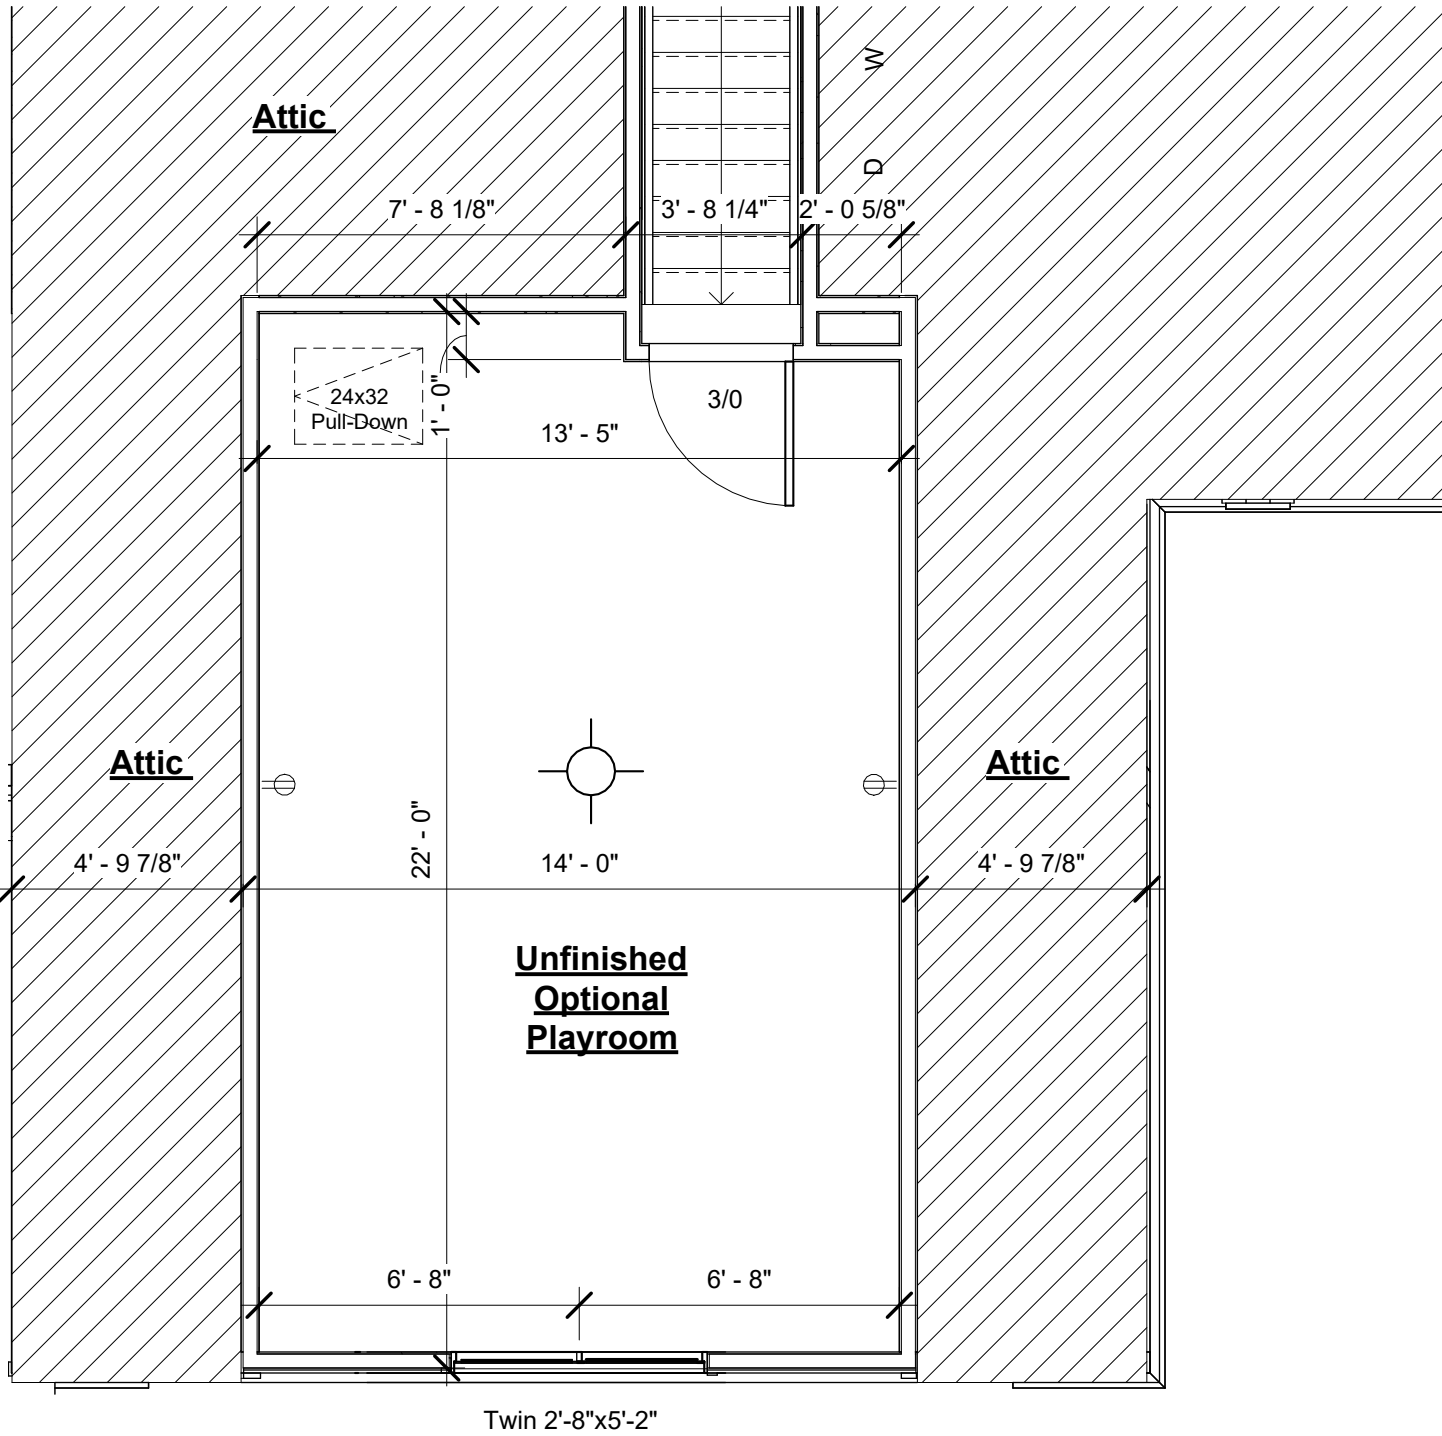 W
Attic
D
7' - 8 1/8"
3' - 8 1/4"
2' - 0 5/8"
24x32
Pull-Down
1' - 0"
3/0
13' - 5"
Attic
Attic
22' - 0"
4' - 9 7/8"
14' - 0"
4' - 9 7/8"
Unfinished
Optional
Playroom
6' - 8"
6' - 8"
Twin 2'-8"x5'-2"